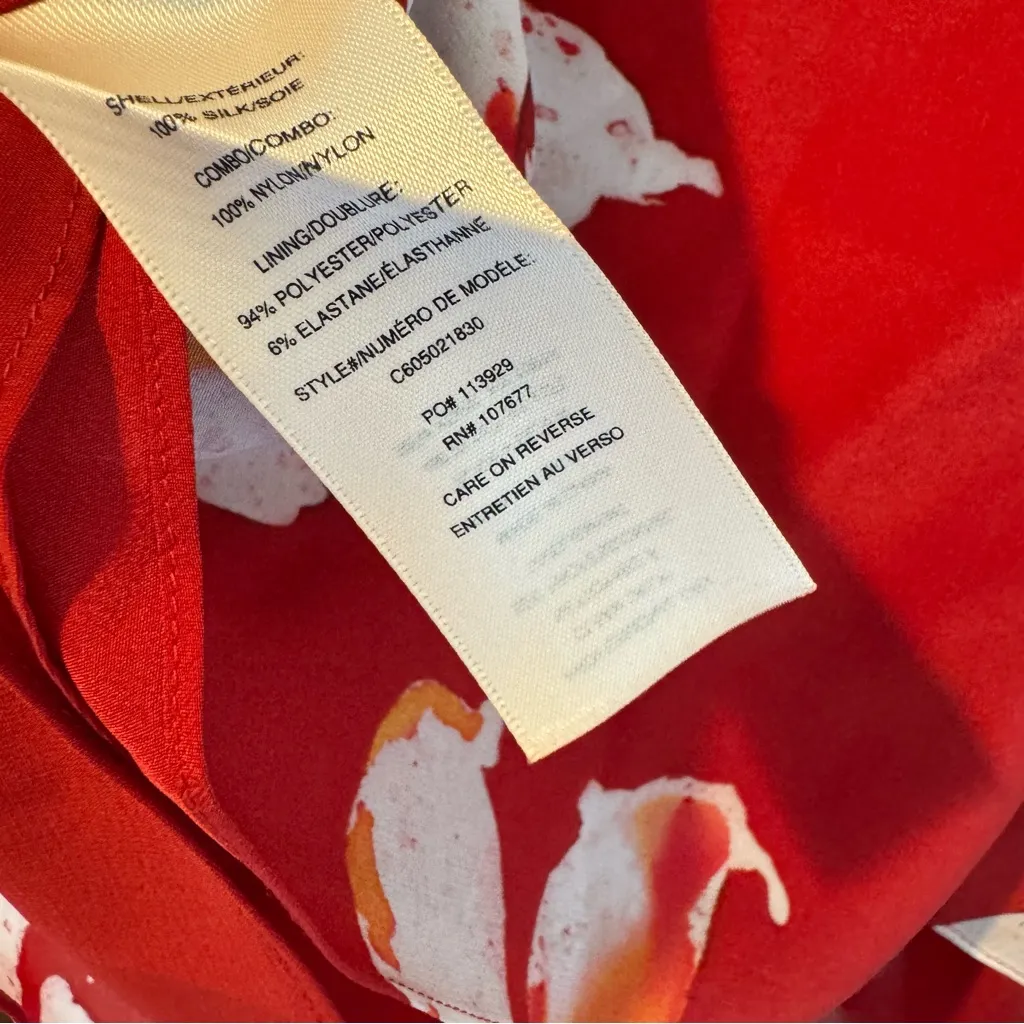 SHELL/EXTÉRIEUR:
100% SILK/SOIE
COMBO/COMBO:
100% NYLON/NYLON
LINING/DOUBLURE:
94% POLYESTER/POLYESTER
6% ELASTANE/ÉLASTHANNE
STYLE#/NUMÉRO DE MODÉLE:
C605021830
PO# 113929
RN# 107677
CARE ON REVERSE
ENTRETIEN AU VERSO